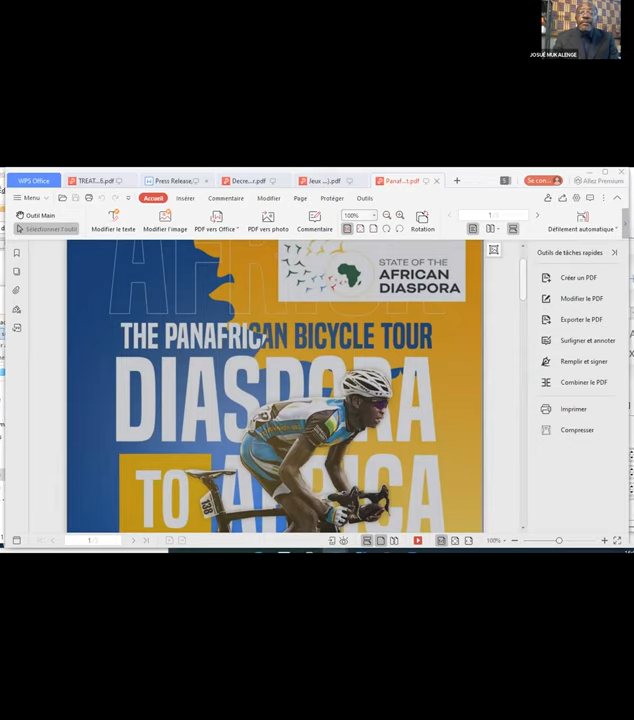 JOSUÉ MUKALENGE
WPS Office
TREAT...6.pdf
Press Release,
Decre...r.pdf
Jeux ...).pdf
Panaf...t.pdf
+
Se con...
Allez Premium
Menu
Accueil
Insérer
Commentaire
Modifier
Page
Protéger
Outils
Outil Main
Sélectionner l'outil
Modifier le texte
Modifier l'image
PDF vers Office
PDF vers photo
Commentaire
100%
Rotation
1/3
Défilement automatique
AFRICA
STATE OF THE
AFRICAN
DIASPORA
THE PANAFRICAN BICYCLE TOUR
DIASPORA
TO AFRICA
138
Outils de tâches rapides
Créer un PDF
Modifier le PDF
Exporter le PDF
Surligner et annoter
Remplir et signer
Combiner le PDF
Imprimer
Compresser
100%